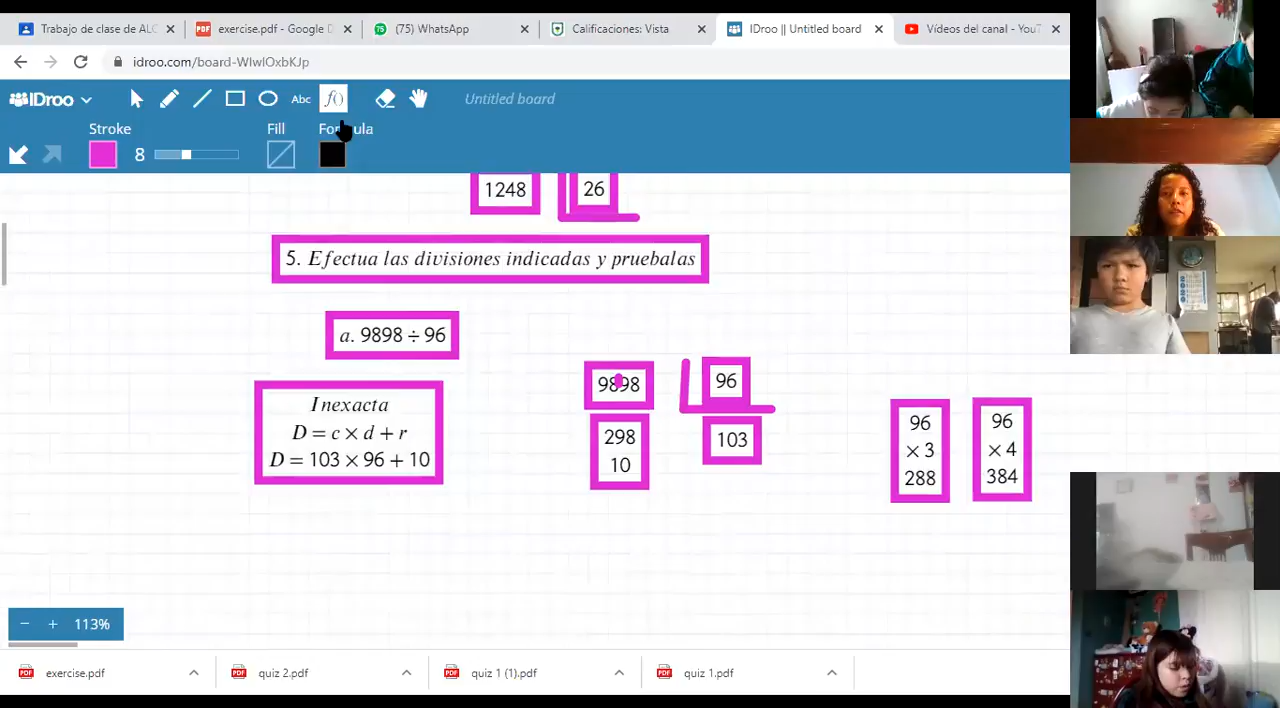 Trabajo de clase de ALG
exercise.pdf - Google D
(75) WhatsApp
Calificaciones: Vista
IDroo || Untitled board
Vídeos del canal - YouT
idroo.com/board-WIwIOxbKJp
IDroo
Abc
f()
Untitled board
Stroke
8
Fill
Formula
1248
26
5. Efectua las divisiones indicadas y pruebalas
a. 9898 ÷ 96
Inexacta
D = c × d + r
D = 103 × 96 + 10
9898
96
298
10
103
96
× 3
288
96
× 4
384
− + 113%
exercise.pdf
quiz 2.pdf
quiz 1 (1).pdf
quiz 1.pdf